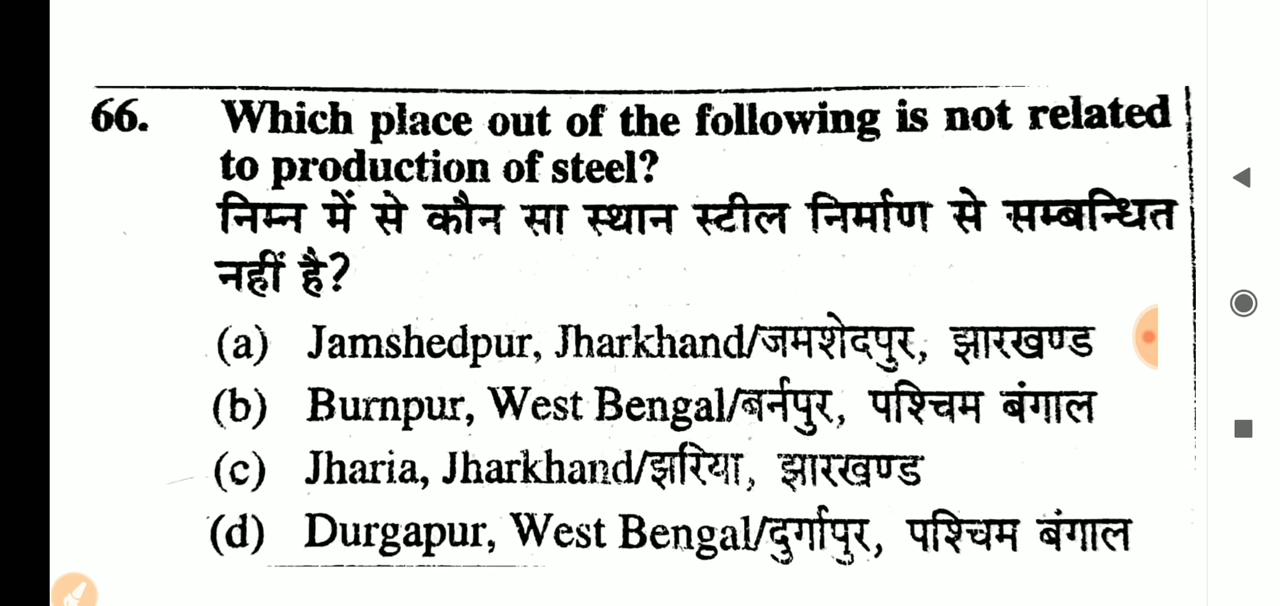 66. Which place out of the following is not related
to production of steel?
निम्न में से कौन सा स्थान स्टील निर्माण से सम्बन्धित
नहीं है?
(a) Jamshedpur, Jharkhand/जमशेदपुर, झारखण्ड
(b) Burnpur, West Bengal/बर्नपुर, पश्चिम बंगाल
(c) Jharia, Jharkhand/झरिया, झारखण्ड
(d) Durgapur, West Bengal/दुर्गापुर, पश्चिम बंगाल